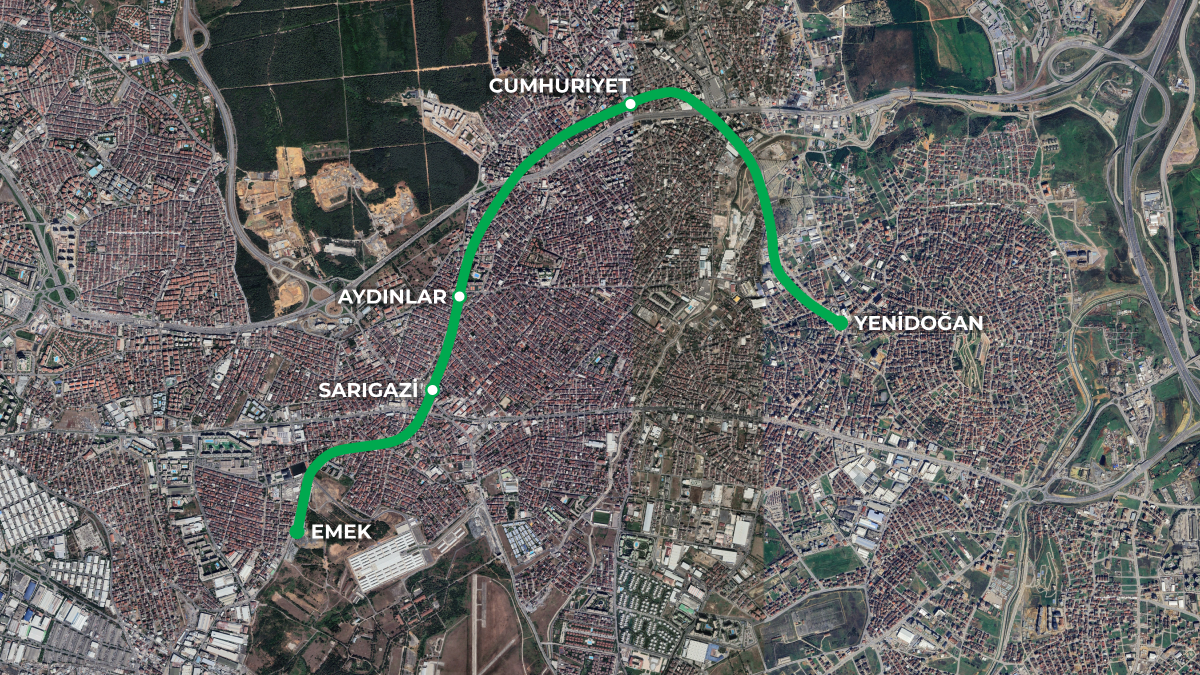 CUMHURİYET
AYDINLAR
YENİDOĞAN
SARIGAZİ
EMEK